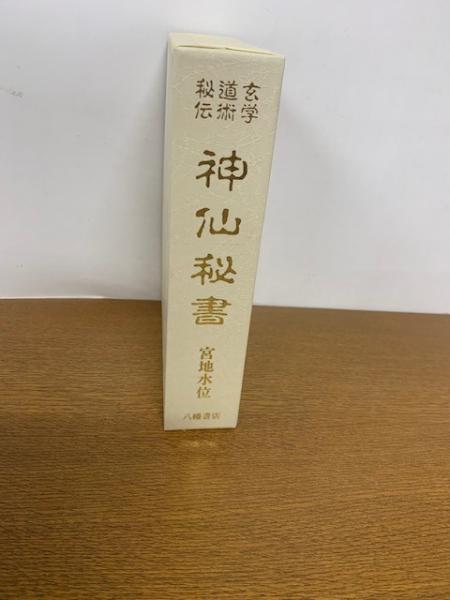 玄学
道術
秘伝
神仙秘書
宮地水位
八幡書店